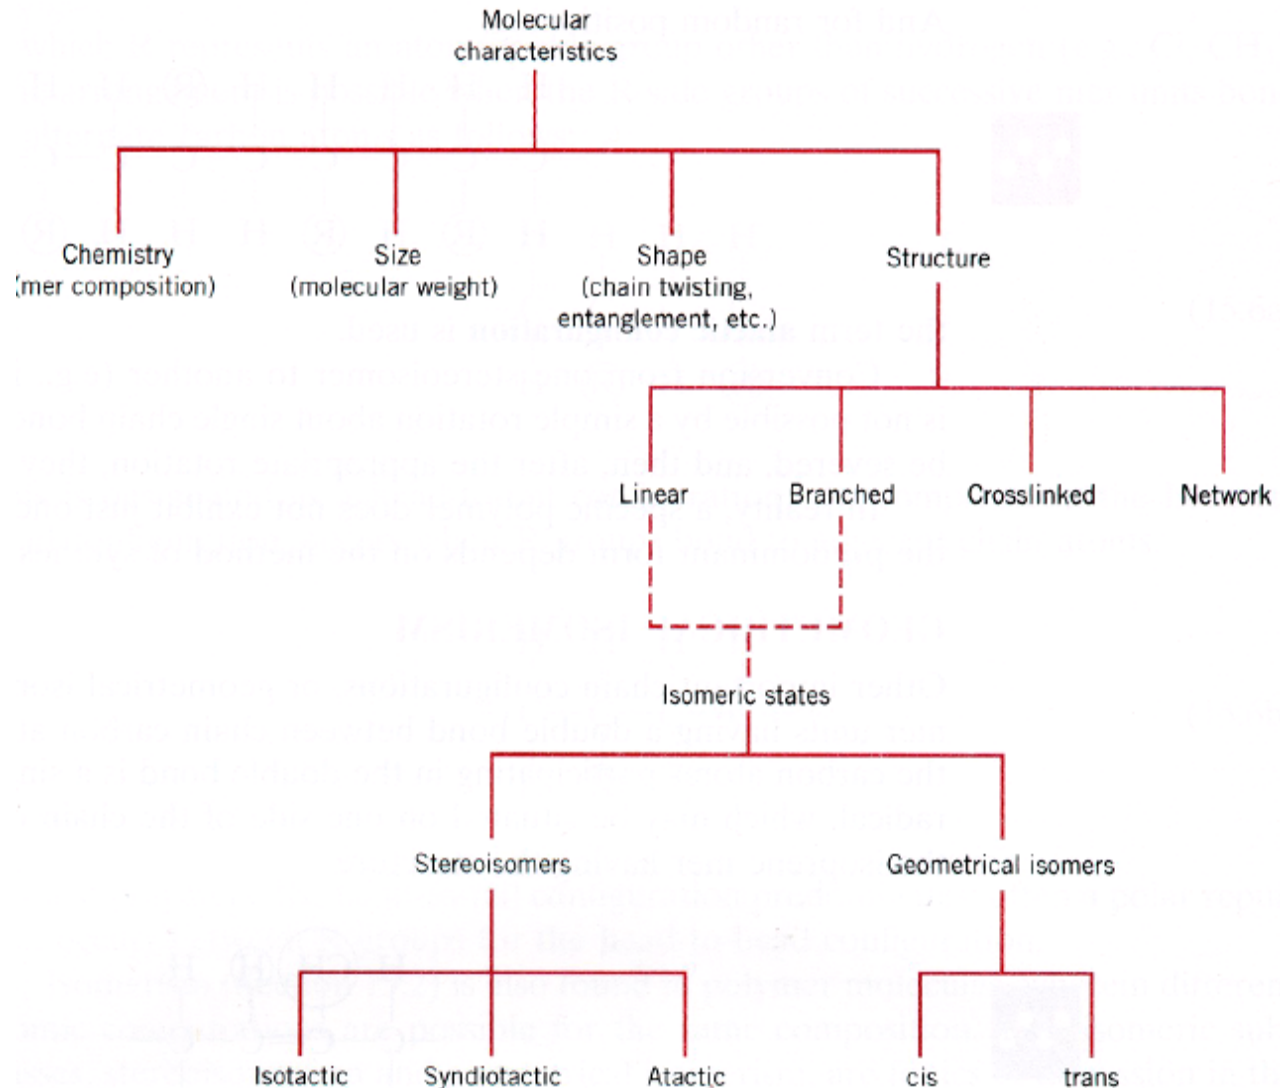 Molecular
characteristics
Chemistry
(mer composition)
Size
(molecular weight)
Shape
(chain twisting,
entanglement, etc.)
Structure
Linear
Branched
Crosslinked
Network
Isomeric states
Stereoisomers
Geometrical isomers
Isotactic
Syndiotactic
Atactic
cis
trans